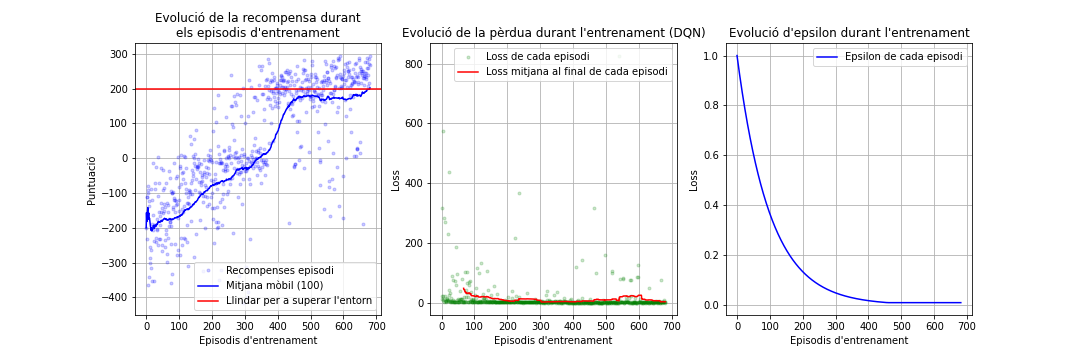 Evolució de la recompensa durant
els episodis d'entrenament
300
200
100
0
−100
−200
−300
−400
Puntuació
Recompenses episodi
Mitjana mòbil (100)
Llindar per a superar l'entorn
0 100 200 300 400 500 600 700
Episodis d'entrenament
Evolució de la pèrdua durant l'entrenament (DQN)
Loss de cada episodi
Loss mitjana al final de cada episodi
800
600
400
200
0
Loss
0 100 200 300 400 500 600 700
Episodis d'entrenament
Evolució d'epsilon durant l'entrenament
Epsilon de cada episodi
1.0
0.8
0.6
0.4
0.2
0.0
Loss
0 100 200 300 400 500 600 700
Episodis d'entrenament